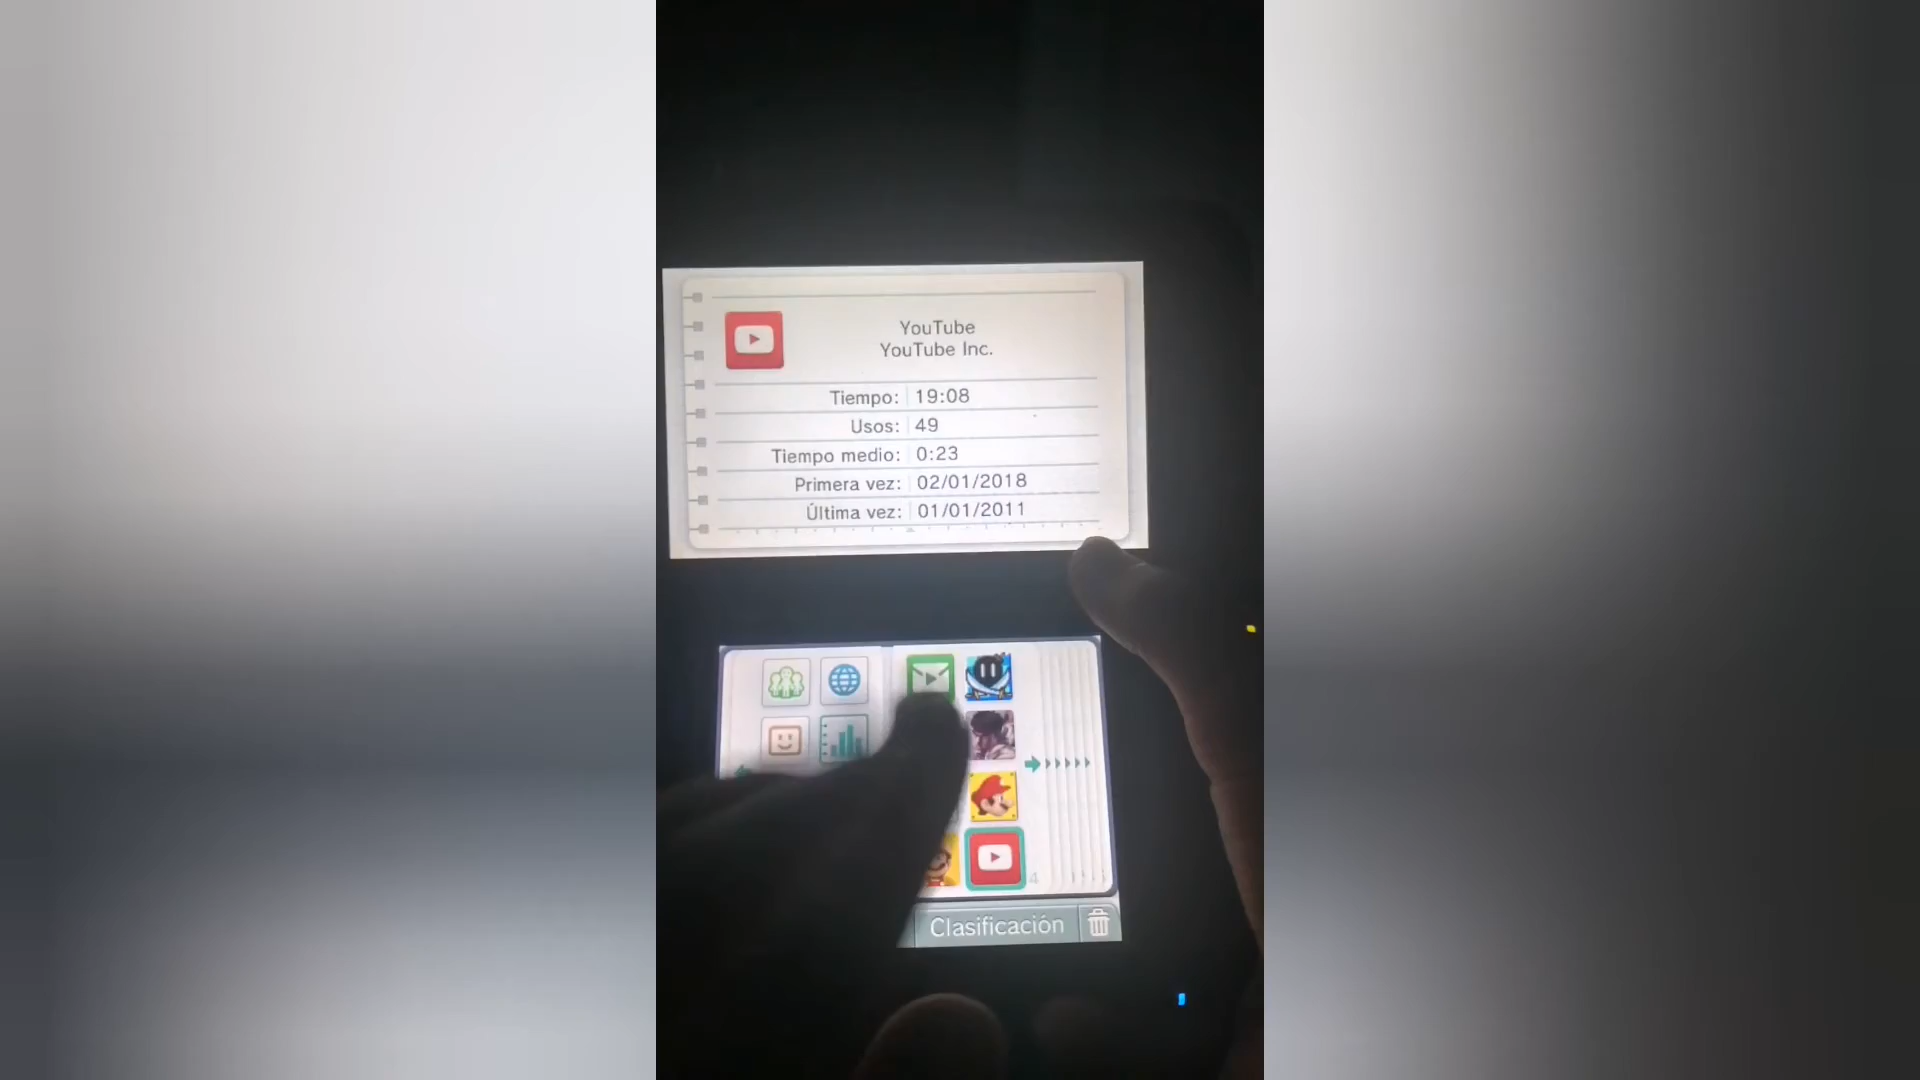 YouTube
YouTube Inc.
Tiempo: 19:08
Usos: 49
Tiempo medio: 0:23
Primera vez: 02/01/2018
Última vez: 01/01/2011
4
Clasificación